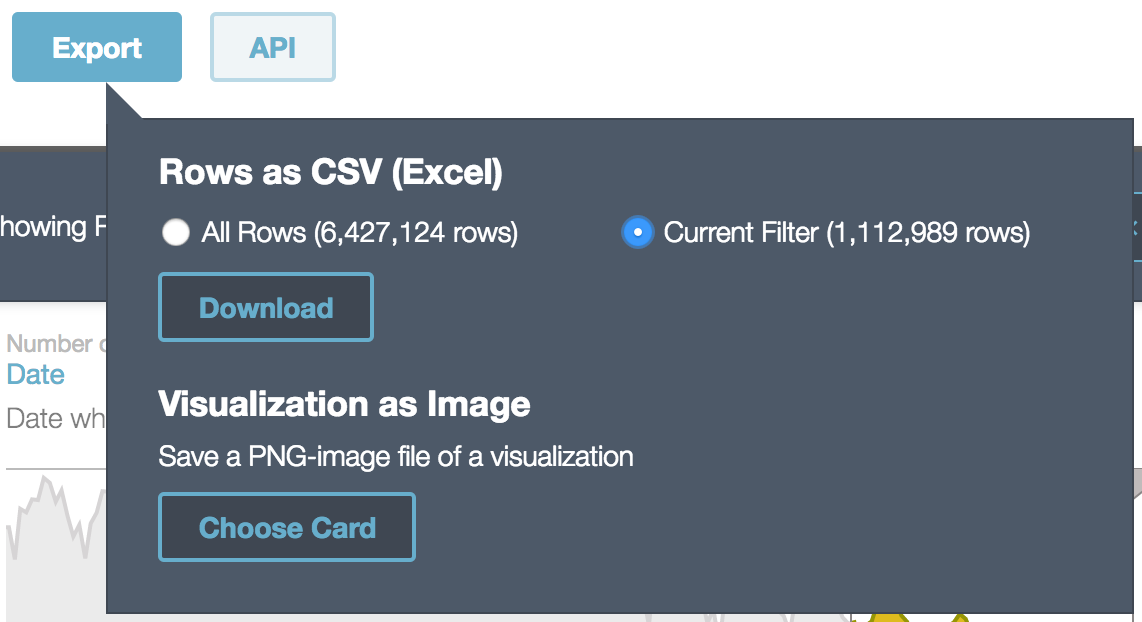 Export
API
Rows as CSV (Excel)
All Rows (6,427,124 rows)
Current Filter (1,112,989 rows)
Download
howing F
Number
Date
Date wh
Visualization as Image
Save a PNG-image file of a visualization
Choose Card